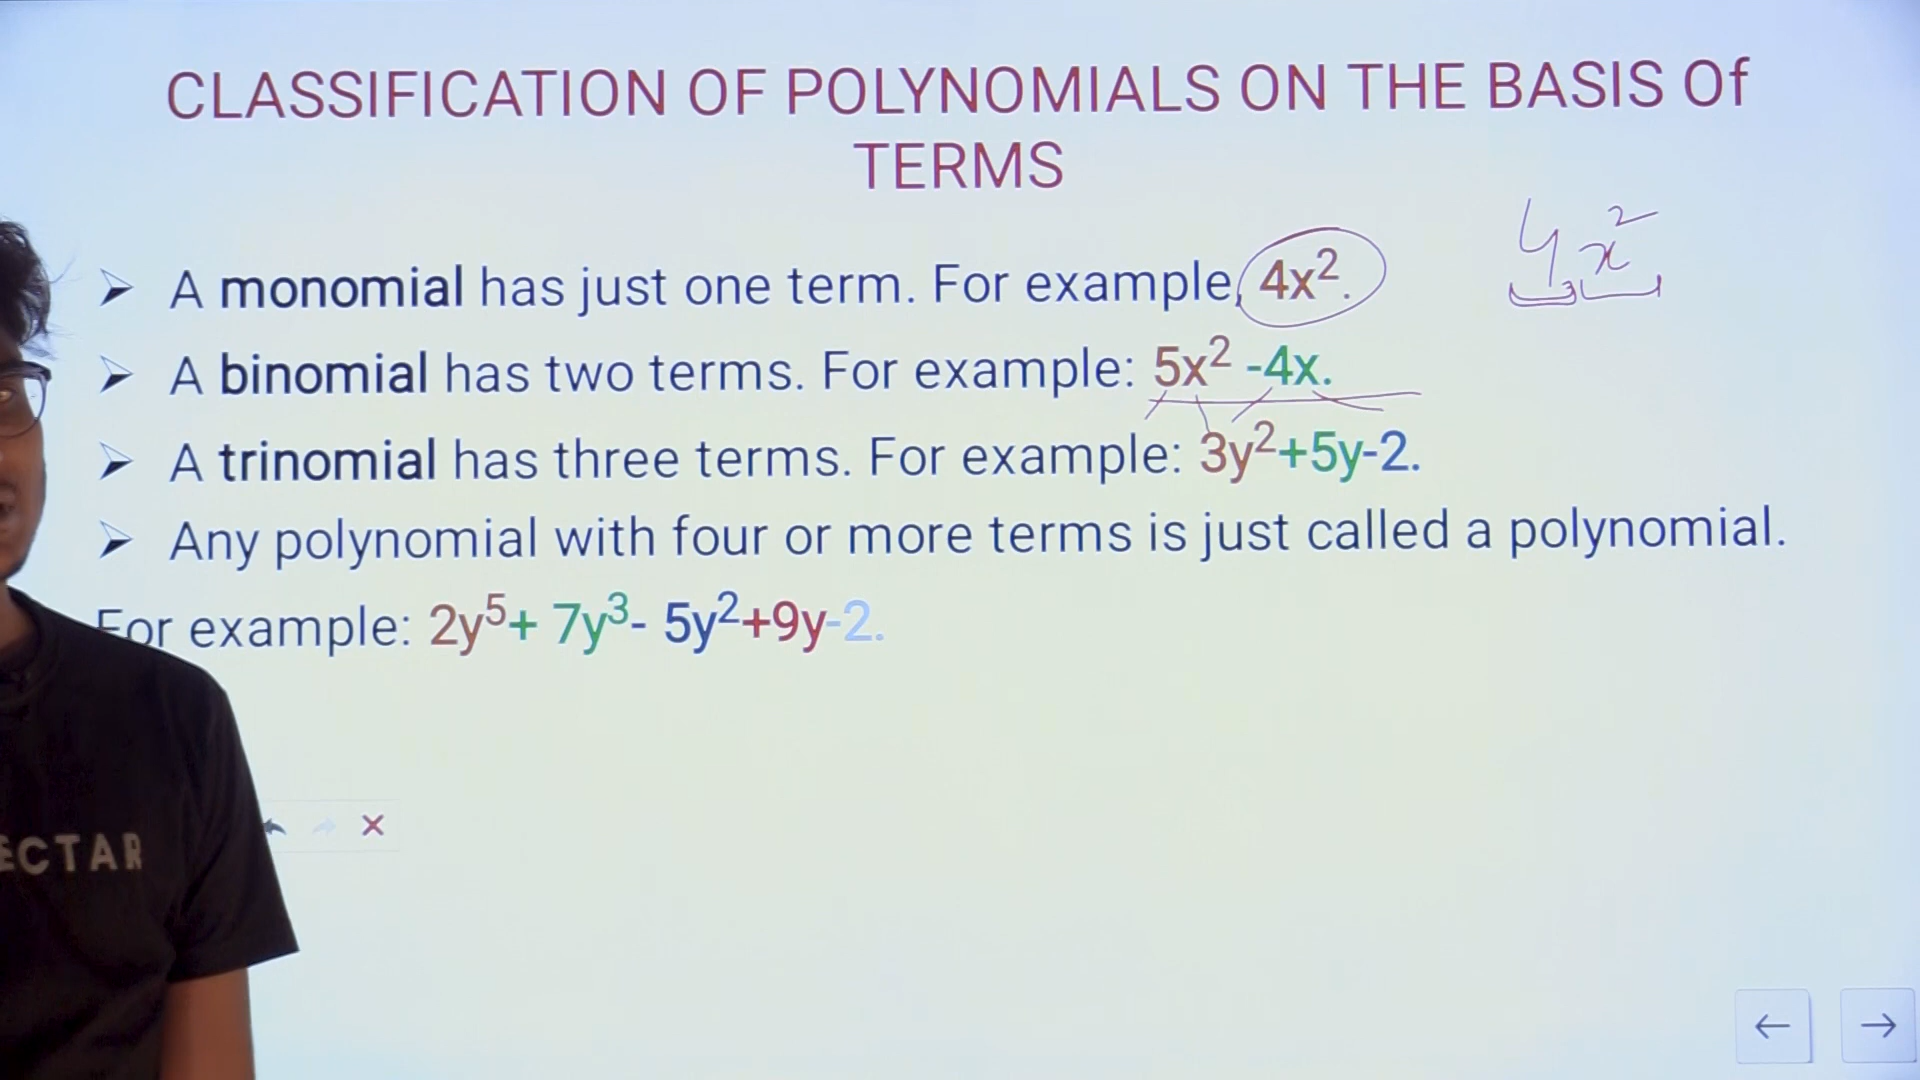 CLASSIFICATION OF POLYNOMIALS ON THE BASIS Of
TERMS
4x²
➤ A monomial has just one term. For example, 4x².
➤ A binomial has two terms. For example: 5x² -4x.
➤ A trinomial has three terms. For example: 3y²+5y-2.
➤ Any polynomial with four or more terms is just called a polynomial.
For example: 2y⁵+ 7y³- 5y²+9y-2.
ECTAR